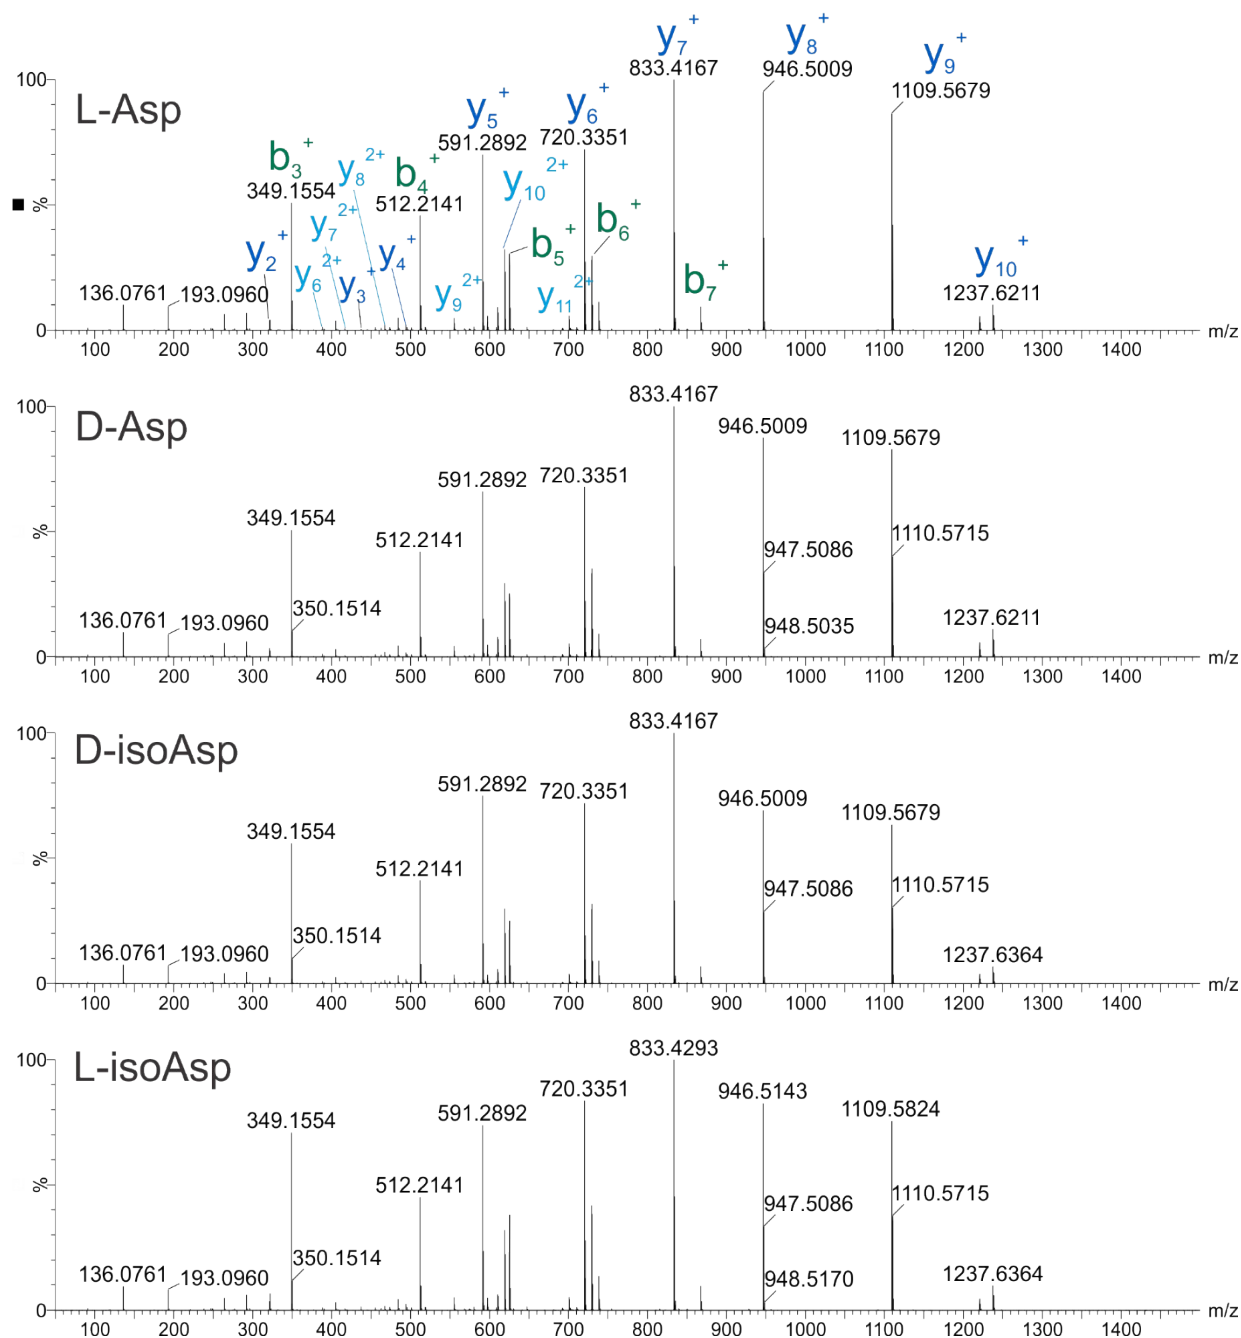 y7+ y8+ y9+
100 833.4167 946.5009 1109.5679
L-Asp
y5+ y6+
591.2892 720.3351
b3+ y8 2+ b4+ y10 2+
349.1554 512.2141
% y7 2+ b5+ b6+
y2+ y6 2+ y3+ y4+ y9 2+ y11 2+ b7+ y10+
136.0761 193.0960 1237.6211
0
100 200 300 400 500 600 700 800 900 1000 1100 1200 1300 1400 m/z
100 833.4167
D-Asp
946.5009 1109.5679
591.2892 720.3351
349.1554
% 512.2141 947.5086 1110.5715
136.0761 193.0960 350.1514 948.5035 1237.6211
0
100 200 300 400 500 600 700 800 900 1000 1100 1200 1300 1400 m/z
100 833.4167
D-isoAsp
591.2892 720.3351 946.5009 1109.5679
349.1554
% 512.2141 947.5086 1110.5715
136.0761 193.0960 350.1514 1237.6364
0
100 200 300 400 500 600 700 800 900 1000 1100 1200 1300 1400 m/z
100 833.4293
L-isoAsp
720.3351 946.5143
349.1554 591.2892 1109.5824
% 512.2141 947.5086 1110.5715
136.0761 193.0960 350.1514 948.5170 1237.6364
0
100 200 300 400 500 600 700 800 900 1000 1100 1200 1300 1400 m/z